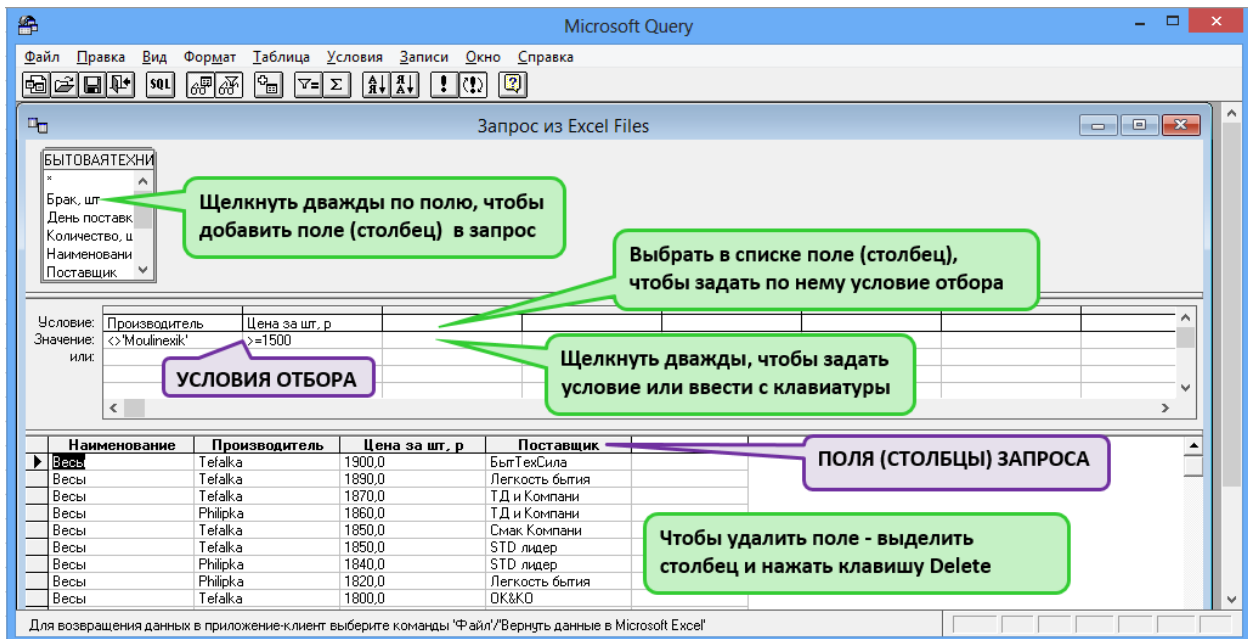 Microsoft Query
Файл Правка Вид Формат Таблица Условия Записи Окно Справка
SQL
Запрос из Excel Files
БЫТОВАЯТЕХНИ
*
Брак, шт
День поставк
Количество, ш
Наименовани
Поставщик
Щелкнуть дважды по полю, чтобы
добавить поле (столбец) в запрос
Выбрать в списке поле (столбец),
чтобы задать по нему условие отбора
Условие: Производитель Цена за шт, р
Значение: <>'Moulinexik' >=1500
или:
УСЛОВИЯ ОТБОРА
Щелкнуть дважды, чтобы задать
условие или ввести с клавиатуры
Наименование Производитель Цена за шт, р Поставщик
ПОЛЯ (СТОЛБЦЫ) ЗАПРОСА
Весы Tefalka 1900,0 БытТехСила
Весы Tefalka 1890,0 Легкость бытия
Весы Tefalka 1870,0 ТД и Компани
Весы Philipka 1860,0 ТД и Компани
Весы Tefalka 1850,0 Смак Компани
Весы Tefalka 1850,0 STD лидер
Весы Philipka 1840,0 STD лидер
Весы Philipka 1820,0 Легкость бытия
Весы Tefalka 1800,0 OK&KO
Чтобы удалить поле - выделить
столбец и нажать клавишу Delete
Для возвращения данных в приложение-клиент выберите команды 'Файл'/'Вернуть данные в Microsoft Excel'